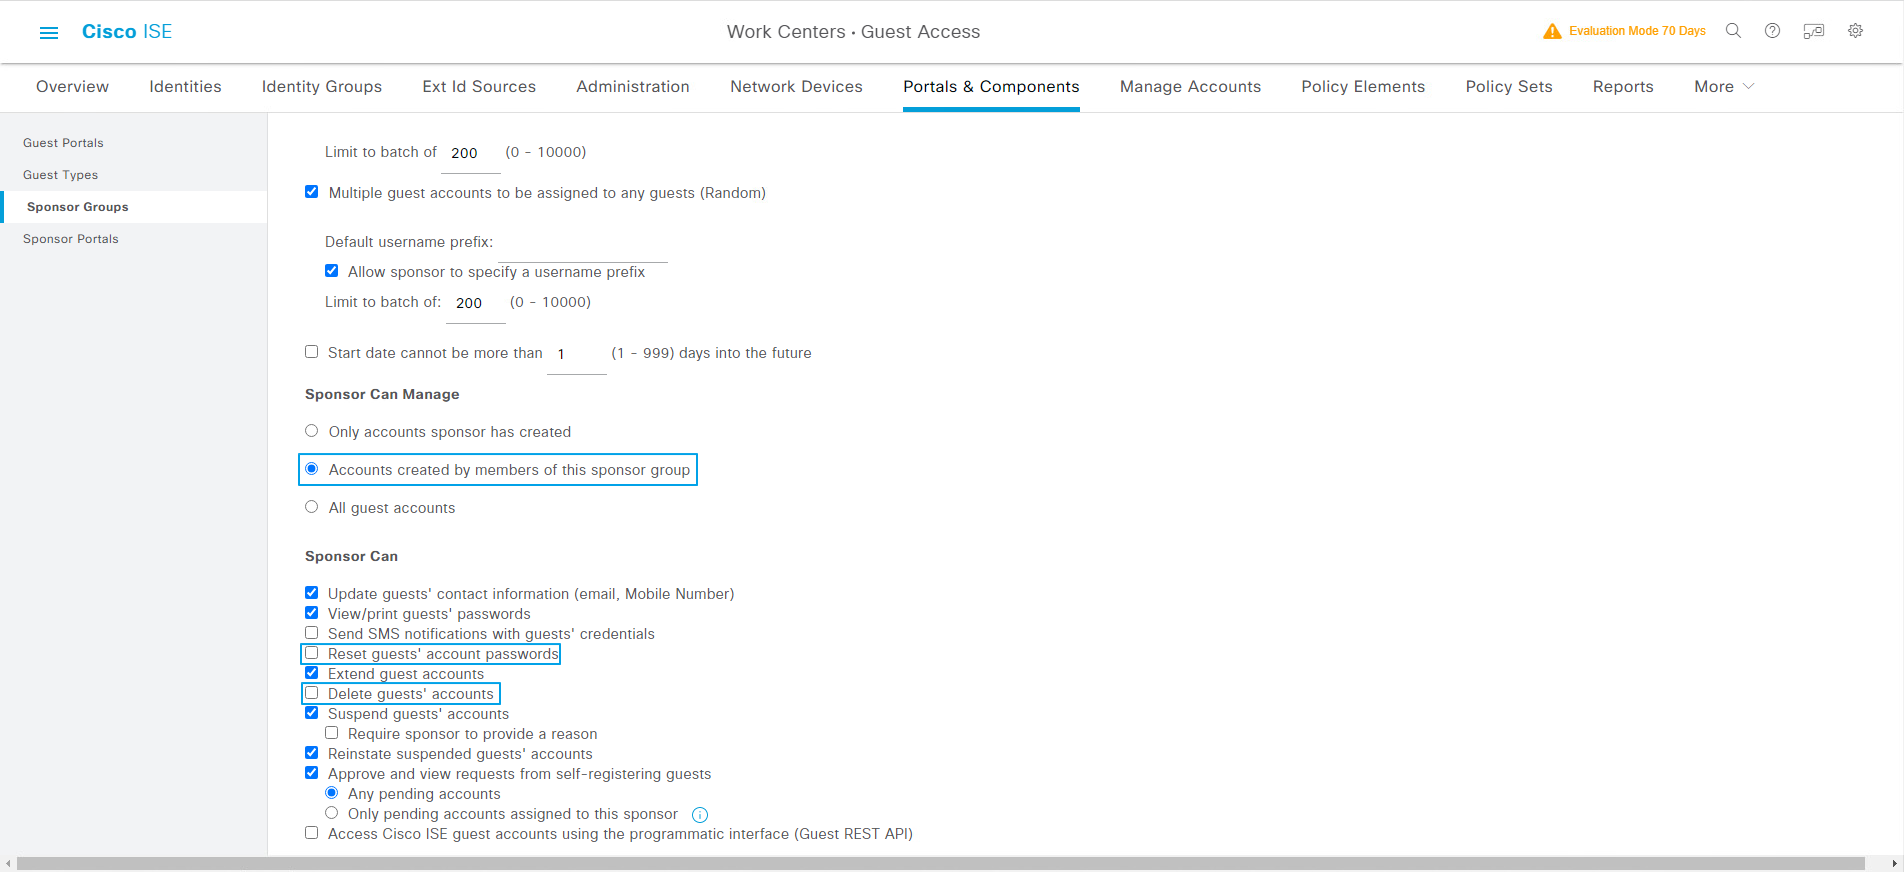 Cisco ISE
Work Centers · Guest Access
Evaluation Mode 70 Days
Overview
Identities
Identity Groups
Ext Id Sources
Administration
Network Devices
Portals & Components
Manage Accounts
Policy Elements
Policy Sets
Reports
More
Guest Portals
Guest Types
Sponsor Groups
Sponsor Portals
Limit to batch of 200 (0 - 10000)
Multiple guest accounts to be assigned to any guests (Random)
Default username prefix:
Allow sponsor to specify a username prefix
Limit to batch of: 200 (0 - 10000)
Start date cannot be more than 1 (1 - 999) days into the future
Sponsor Can Manage
Only accounts sponsor has created
Accounts created by members of this sponsor group
All guest accounts
Sponsor Can
Update guests' contact information (email, Mobile Number)
View/print guests' passwords
Send SMS notifications with guests' credentials
Reset guests' account passwords
Extend guest accounts
Delete guests' accounts
Suspend guests' accounts
Require sponsor to provide a reason
Reinstate suspended guests' accounts
Approve and view requests from self-registering guests
Any pending accounts
Only pending accounts assigned to this sponsor
Access Cisco ISE guest accounts using the programmatic interface (Guest REST API)